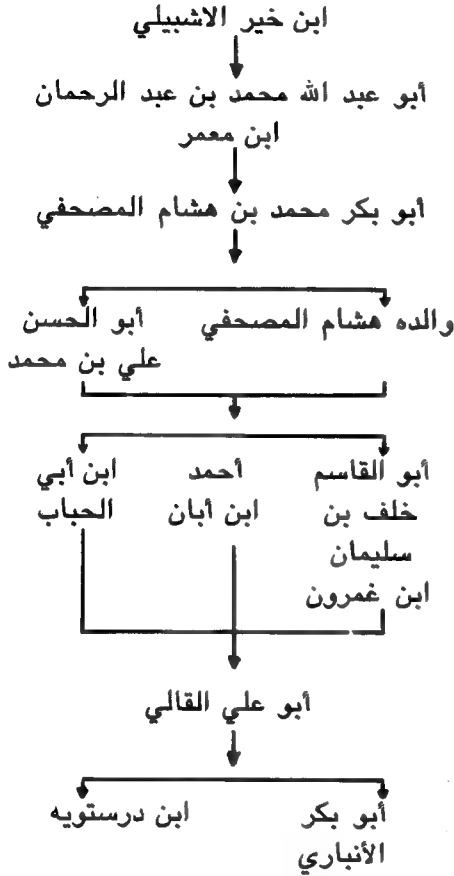 ابن خير الاشبيلي
أبو عبد الله محمد بن عبد الرحمان
ابن معمر
أبو بكر محمد بن هشام المصحفي
والده هشام المصحفي
أبو الحسن
علي بن محمد
أبو القاسم
خلف بن
سليمان
ابن غمرون
أحمد
ابن أبان
ابن أبي
الحباب
أبو علي القالي
أبو بكر
الأنباري
ابن درستويه